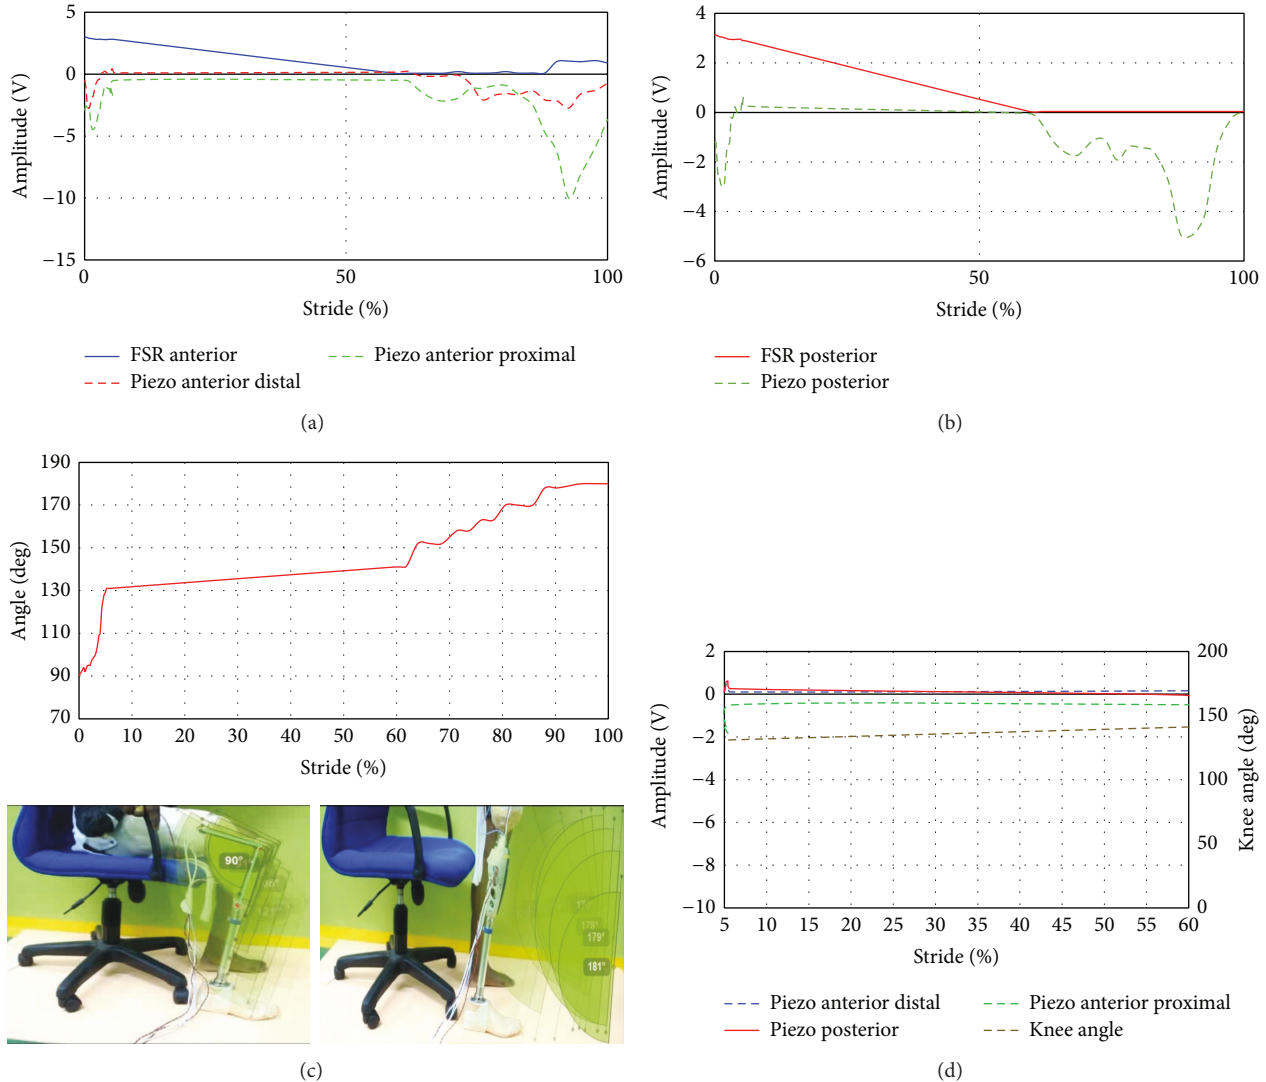 5
0
−5
−10
−15
Amplitude (V)
0 50 100
Stride (%)
FSR anterior
Piezo anterior distal
Piezo anterior proximal
(a)
4
2
0
−2
−4
−6
Amplitude (V)
0 50 100
Stride (%)
FSR posterior
Piezo posterior
(b)
190
170
150
130
110
90
70
Angle (deg)
0 10 20 30 40 50 60 70 80 90 100
Stride (%)
90°
179°
181°
(c)
2
0
−2
−4
−6
−8
−10
Amplitude (V)
200
150
100
50
0
Knee angle (deg)
5 10 15 20 25 30 35 40 45 50 55 60
Stride (%)
Piezo anterior distal
Piezo posterior
Piezo anterior proximal
Knee angle
(d)